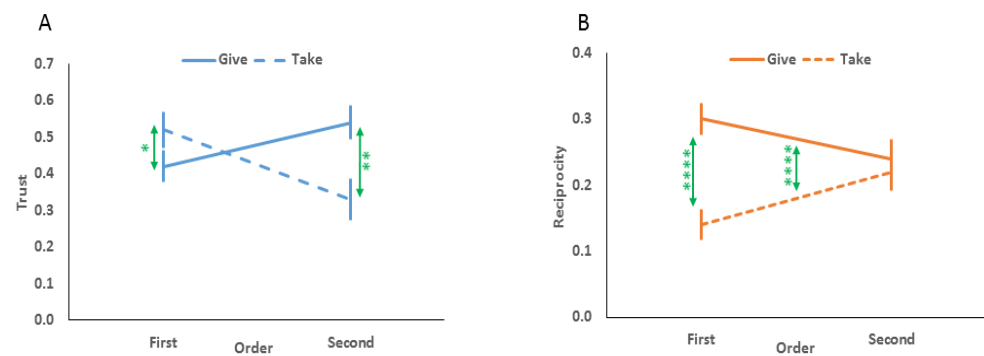 A
Give Take
0.7
0.6
0.5
0.4
0.3
0.2
0.1
0.0
Trust
*
**
First Second
Order
B
Give Take
0.4
0.3
0.2
0.1
0.0
Reciprocity
****
****
First Second
Order